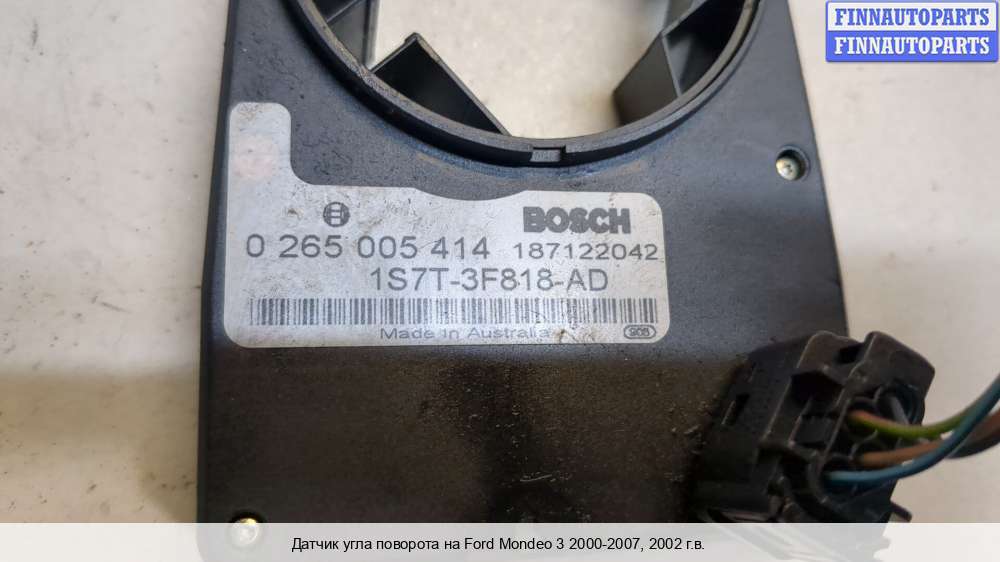 FINNAUTOPARTS
FINNAUTOPARTS
BOSCH
0 265 005 414 187122042
1S7T-3F818-AD
Made in Australia
Датчик угла поворота на Ford Mondeo 3 2000-2007, 2002 г.в.